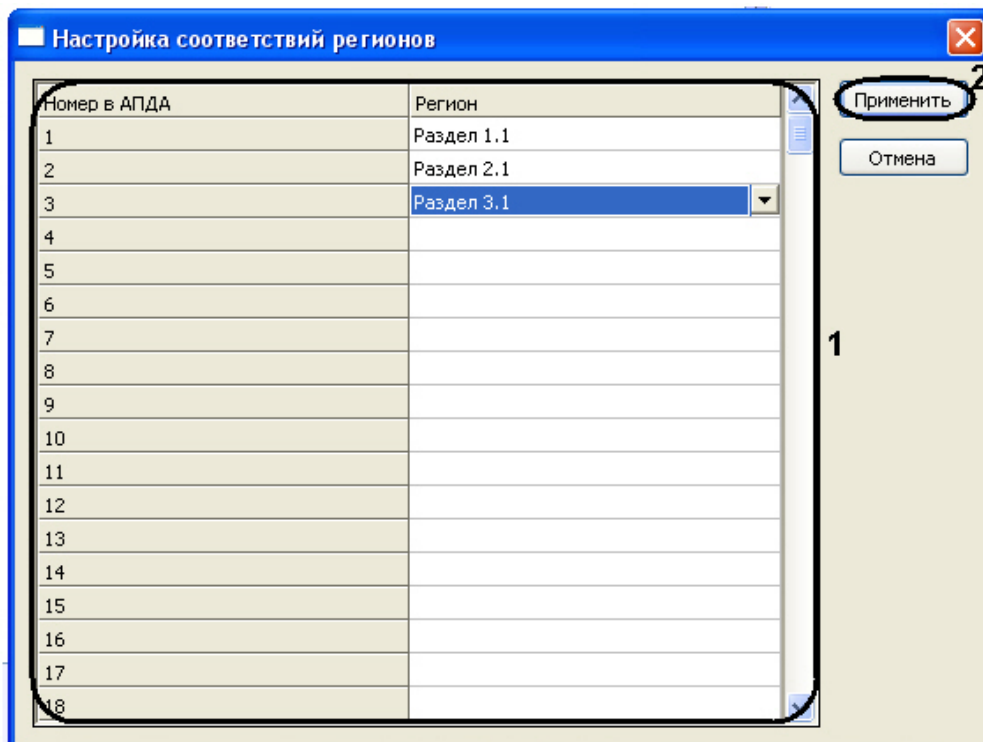 Настройка соответствий регионов
Номер в АПДА Регион
1 Раздел 1.1
2 Раздел 2.1
3 Раздел 3.1
4
5
6
7
8
9
10
11
12
13
14
15
16
17
18
2
Применить
Отмена
1